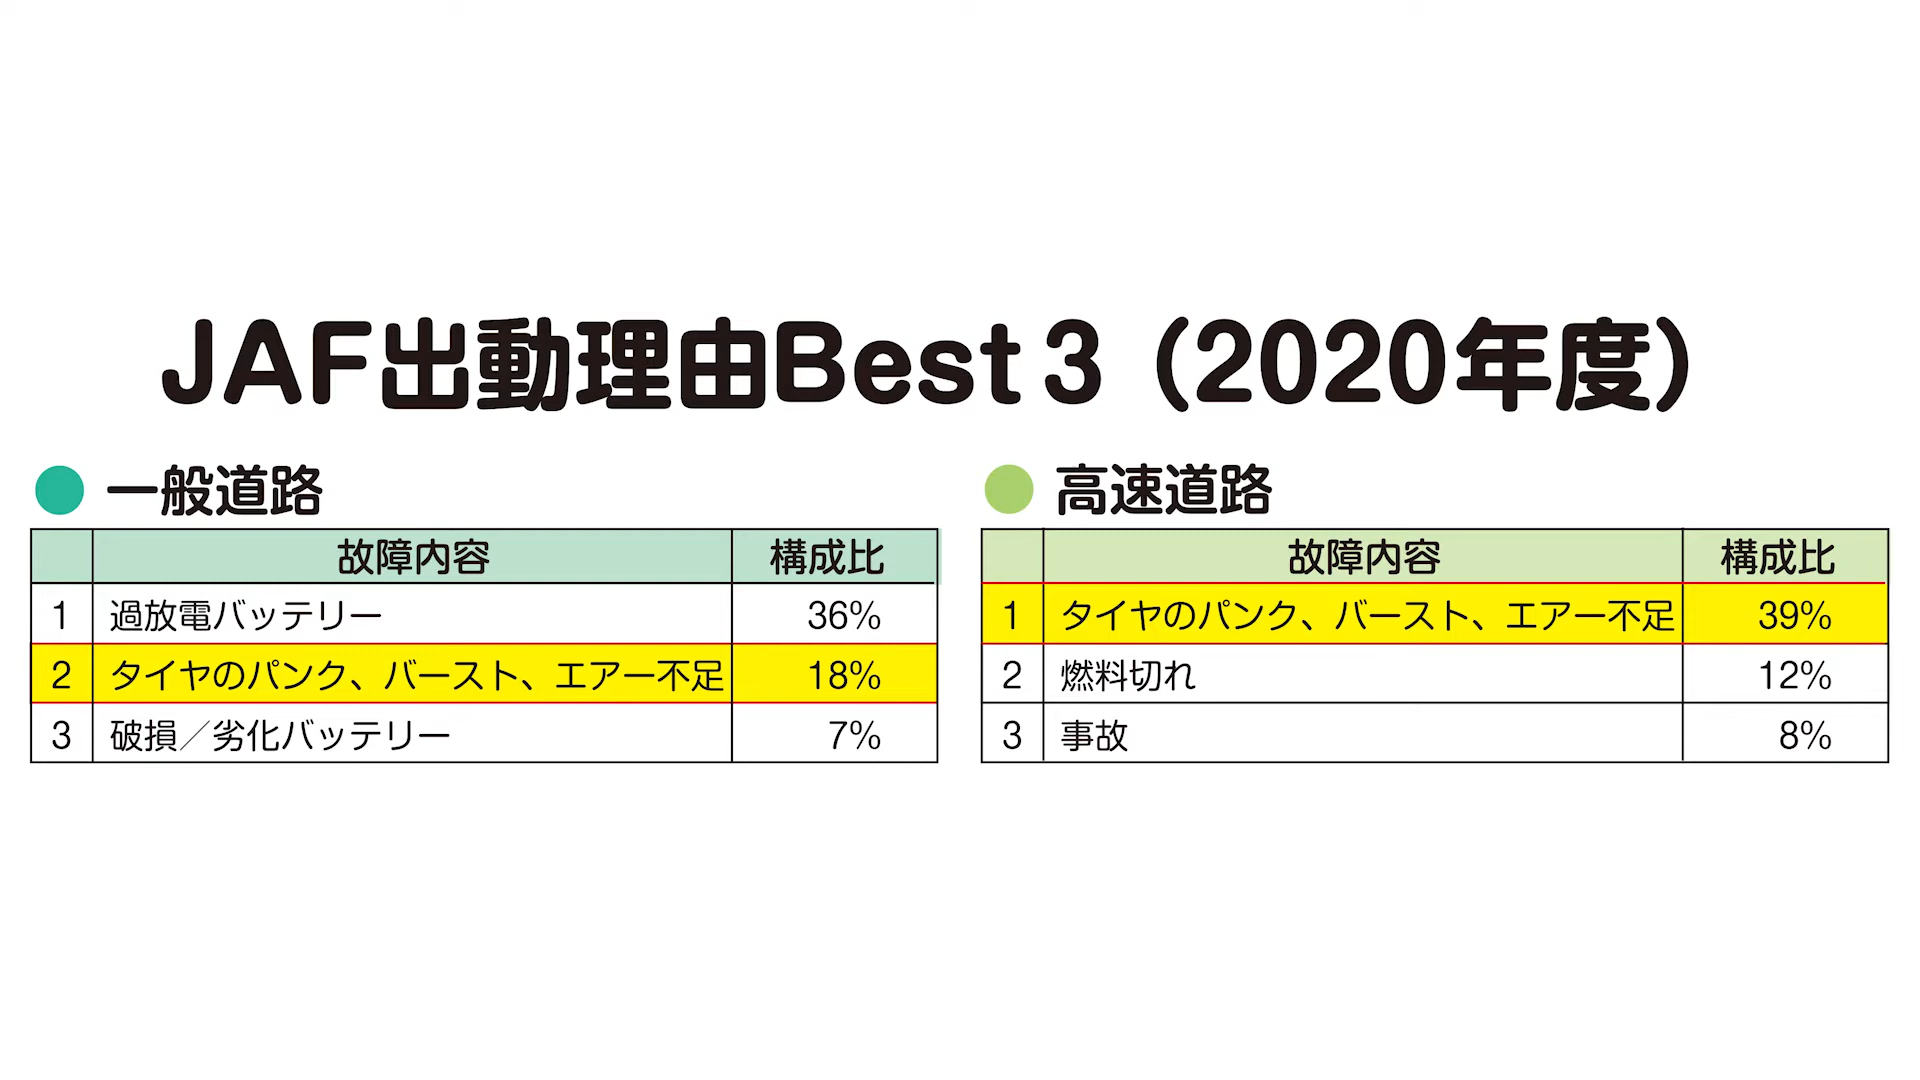 JAF出動理由Best3（2020年度）
一般道路
故障内容 構成比
1 過放電バッテリー 36%
2 タイヤのパンク、バースト、エアー不足 18%
3 破損／劣化バッテリー 7%
高速道路
故障内容 構成比
1 タイヤのパンク、バースト、エアー不足 39%
2 燃料切れ 12%
3 事故 8%